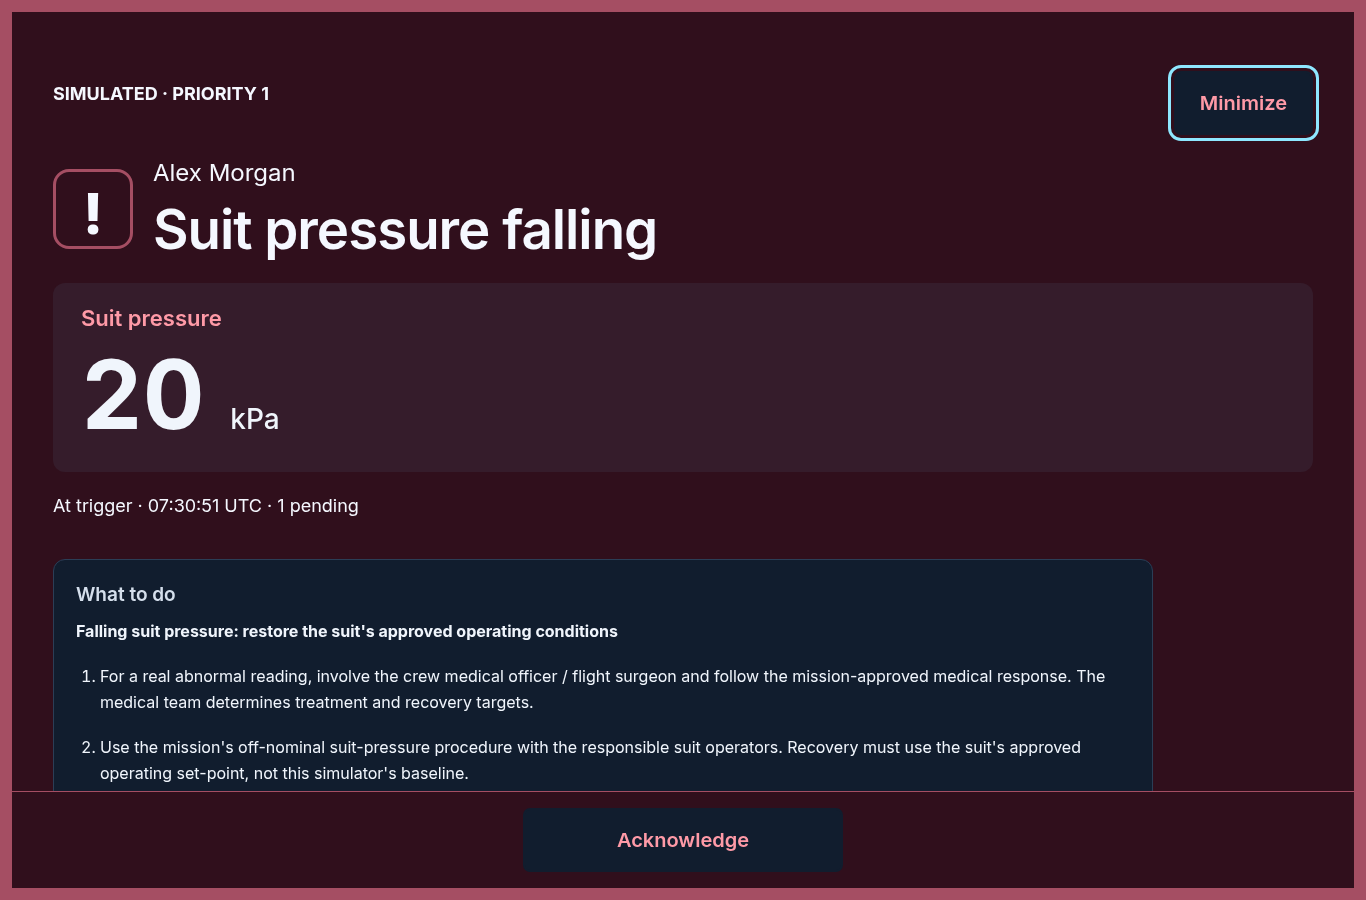 SIMULATED · PRIORITY 1
Minimize
!
Alex Morgan
Suit pressure falling
Suit pressure
20 kPa
At trigger · 07:30:51 UTC · 1 pending
What to do
Falling suit pressure: restore the suit's approved operating conditions
1. For a real abnormal reading, involve the crew medical officer / flight surgeon and follow the mission-approved medical response. The
medical team determines treatment and recovery targets.
2. Use the mission's off-nominal suit-pressure procedure with the responsible suit operators. Recovery must use the suit's approved
operating set-point, not this simulator's baseline.
Acknowledge